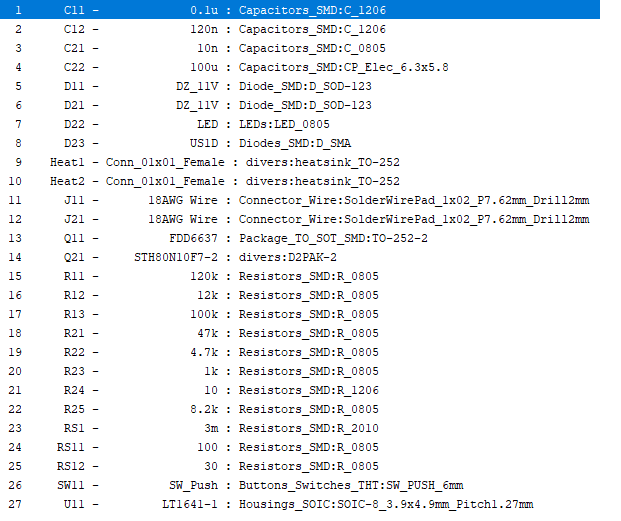 1 C11 - 0.1u : Capacitors_SMD:C_1206
2 C12 - 120n : Capacitors_SMD:C_1206
3 C21 - 10n : Capacitors_SMD:C_0805
4 C22 - 100u : Capacitors_SMD:CP_Elec_6.3x5.8
5 D11 - DZ_11V : Diode_SMD:D_SOD-123
6 D21 - DZ_11V : Diode_SMD:D_SOD-123
7 D22 - LED : LEDs:LED_0805
8 D23 - US1D : Diodes_SMD:D_SMA
9 Heat1 - Conn_01x01_Female : divers:heatsink_TO-252
10 Heat2 - Conn_01x01_Female : divers:heatsink_TO-252
11 J11 - 18AWG Wire : Connector_Wire:SolderWirePad_1x02_P7.62mm_Drill2mm
12 J21 - 18AWG Wire : Connector_Wire:SolderWirePad_1x02_P7.62mm_Drill2mm
13 Q11 - FDD6637 : Package_TO_SOT_SMD:TO-252-2
14 Q21 - STH80N10F7-2 : divers:D2PAK-2
15 R11 - 120k : Resistors_SMD:R_0805
16 R12 - 12k : Resistors_SMD:R_0805
17 R13 - 100k : Resistors_SMD:R_0805
18 R21 - 47k : Resistors_SMD:R_0805
19 R22 - 4.7k : Resistors_SMD:R_0805
20 R23 - 1k : Resistors_SMD:R_0805
21 R24 - 10 : Resistors_SMD:R_1206
22 R25 - 8.2k : Resistors_SMD:R_0805
23 RS1 - 3m : Resistors_SMD:R_2010
24 RS11 - 100 : Resistors_SMD:R_0805
25 RS12 - 30 : Resistors_SMD:R_0805
26 SW11 - SW_Push : Buttons_Switches_THT:SW_PUSH_6mm
27 U11 - LT1641-1 : Housings_SOIC:SOIC-8_3.9x4.9mm_Pitch1.27mm